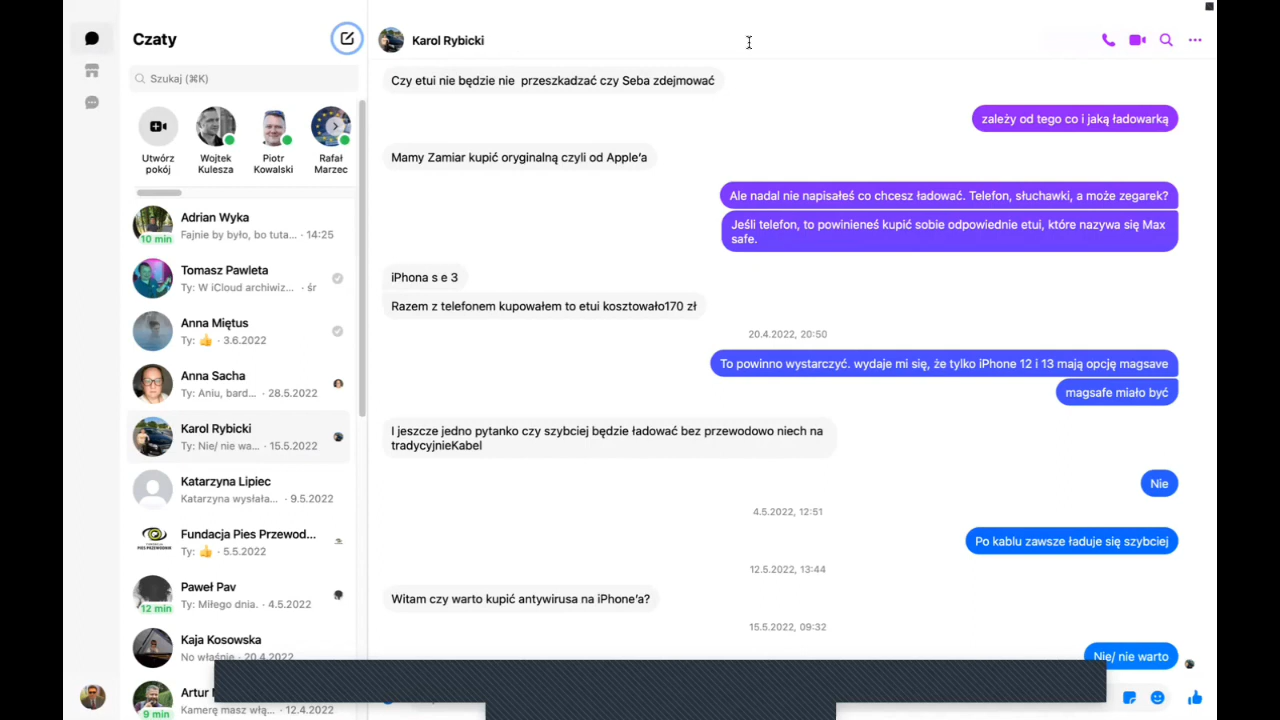 Czaty
Szukaj (⌘K)
Utwórz
pokój
Wojtek
Kulesza
Piotr
Kowalski
Rafał
Marzec
Adrian Wyka
Fajnie by było, bo tuta... · 14:25
10 min
Tomasz Pawleta
Ty: W iCloud archiwiz... · śr
Anna Miętus
Ty: 👍 · 3.6.2022
Anna Sacha
Ty: Aniu, bard... · 28.5.2022
Karol Rybicki
Ty: Nie/ nie wa... · 15.5.2022
Katarzyna Lipiec
Katarzyna wysłała... · 9.5.2022
Fundacja Pies Przewod...
Ty: 👍 · 5.5.2022
Paweł Pav
Ty: Miłego dnia. · 4.5.2022
12 min
Kaja Kosowska
No właśnie · 20.4.2022
Artur
Kamerę masz włą... · 12.4.2022
9 min
Karol Rybicki
Czy etui nie będzie nie  przeszkadzać czy Seba zdejmować
zależy od tego co i jaką ładowarką
Mamy Zamiar kupić oryginalną czyli od Apple'a
Ale nadal nie napisałeś co chcesz ładować. Telefon, słuchawki, a może zegarek?
Jeśli telefon, to powinieneś kupić sobie odpowiednie etui, które nazywa się Max
safe.
iPhona s e 3
Razem z telefonem kupowałem to etui kosztowało170 zł
20.4.2022, 20:50
To powinno wystarczyć. wydaje mi się, że tylko iPhone 12 i 13 mają opcję magsave
magsafe miało być
I jeszcze jedno pytanko czy szybciej będzie ładować bez przewodowo niech na
tradycyjnieKabel
Nie
4.5.2022, 12:51
Po kablu zawsze ładuje się szybciej
12.5.2022, 13:44
Witam czy warto kupić antywirusa na iPhone'a?
15.5.2022, 09:32
Nie/ nie warto